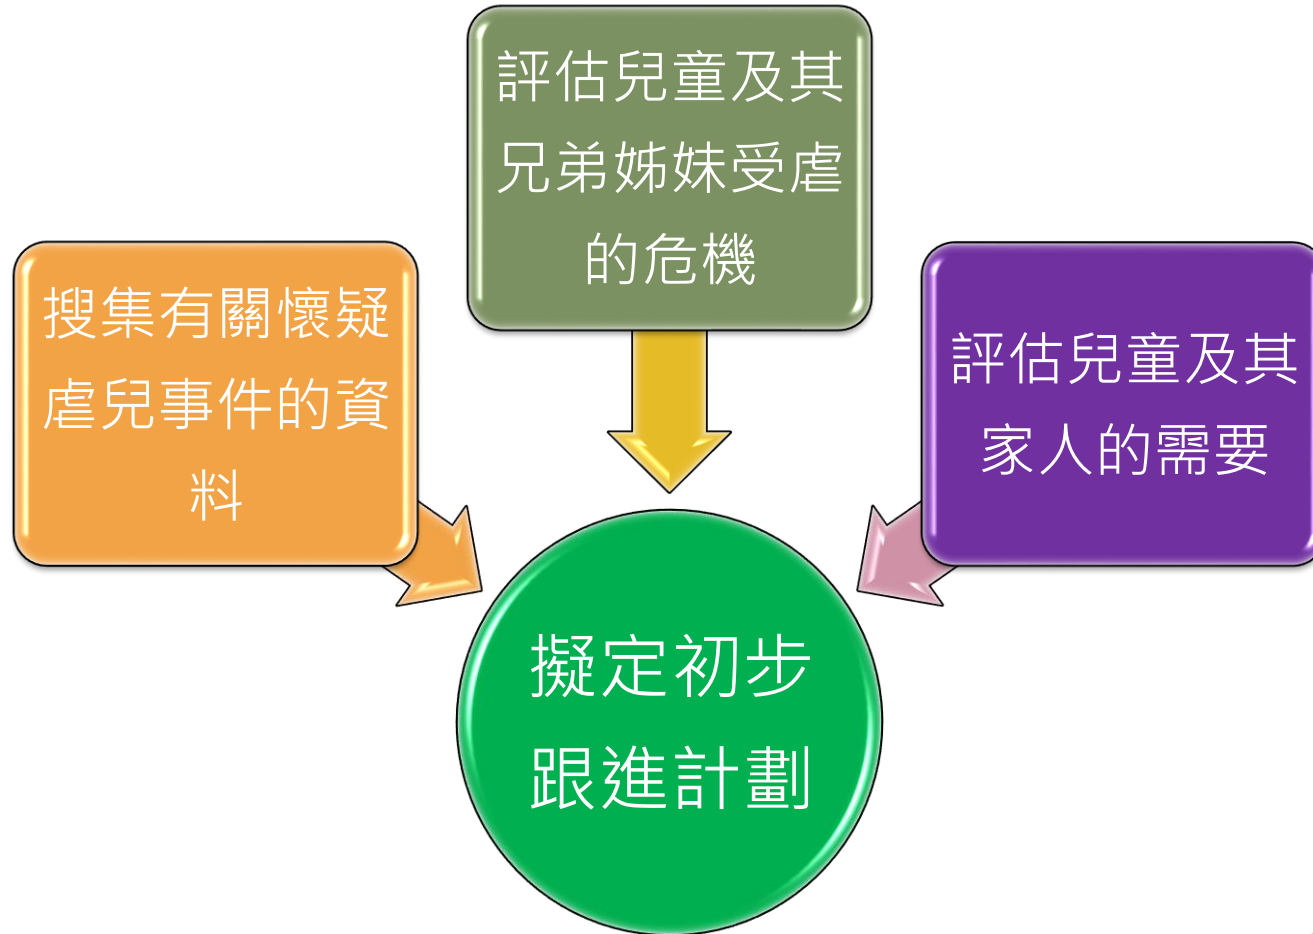 評估兒童及其
兄弟姊妹受虐
的危機
搜集有關懷疑
虐兒事件的資
料
評估兒童及其
家人的需要
擬定初步
跟進計劃